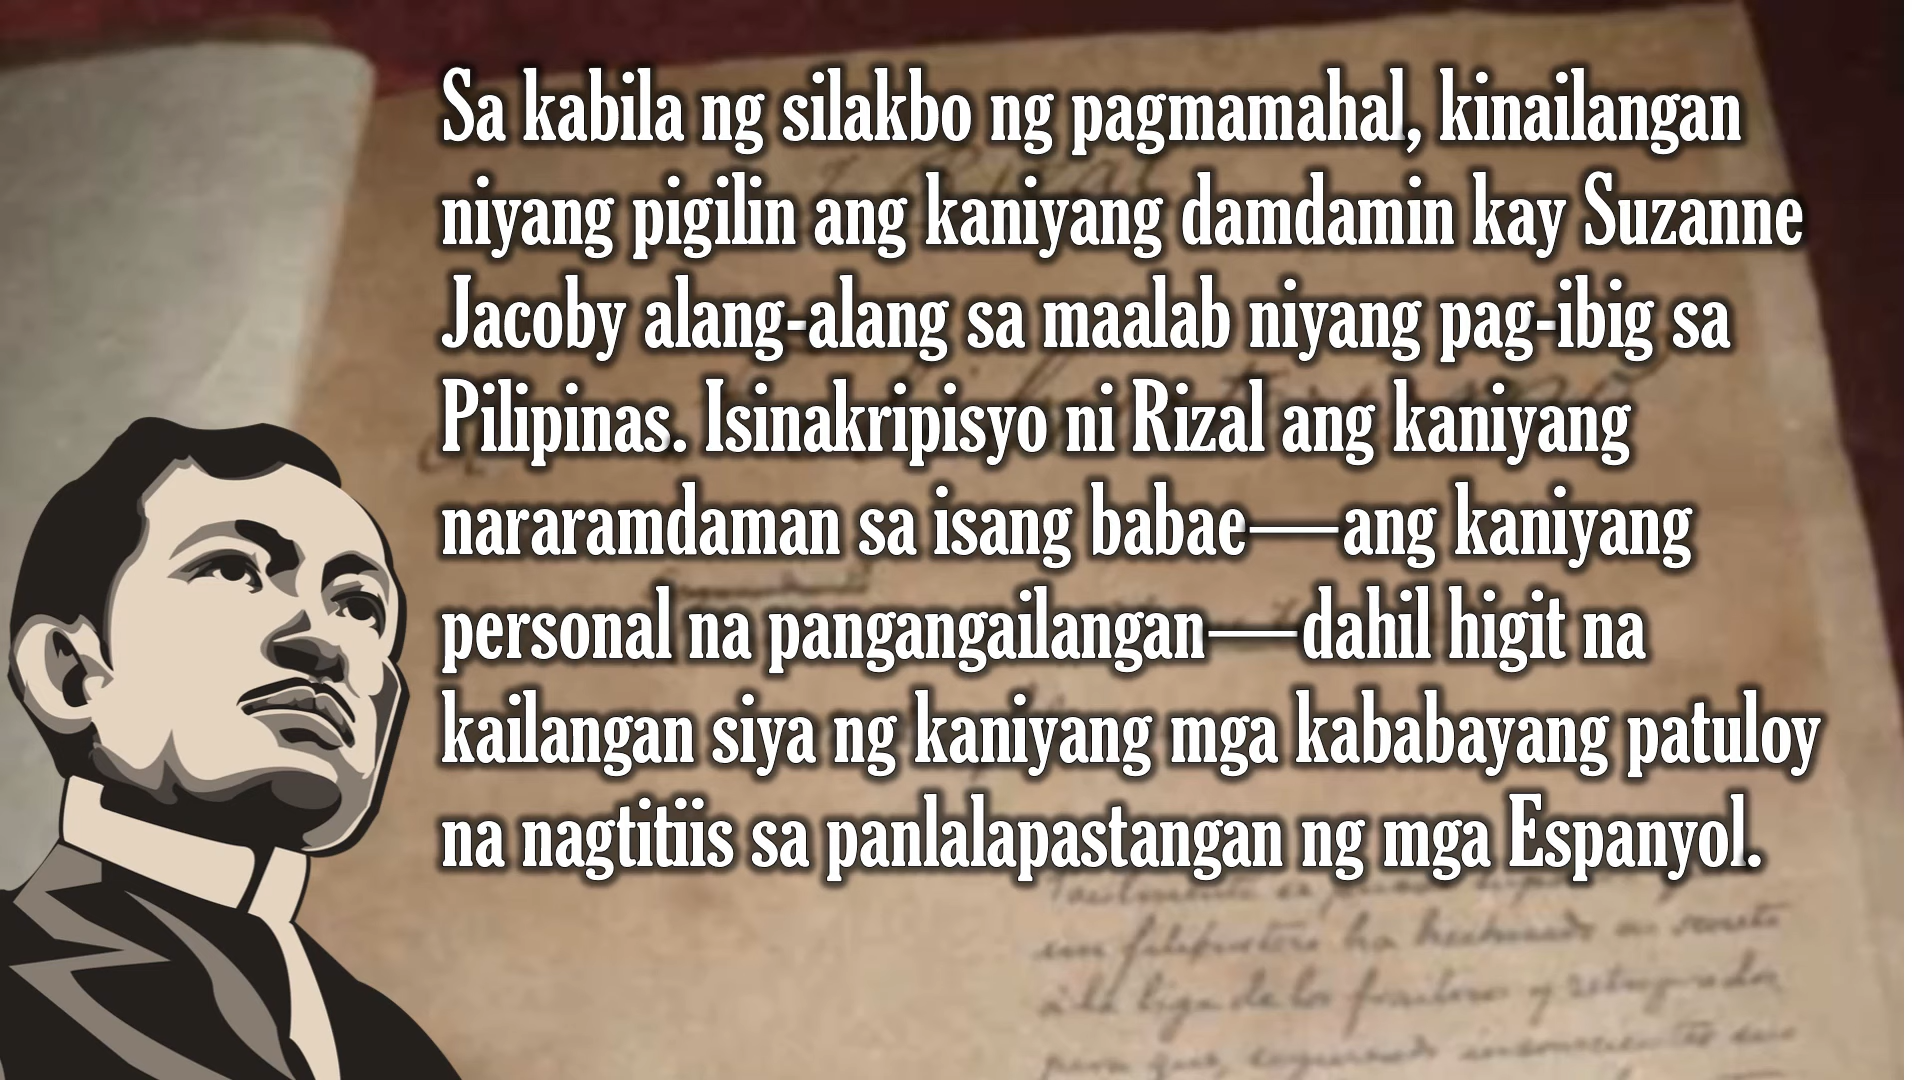 Sa kabila ng silakbo ng pagmamahal, kinailangan
niyang pigilin ang kaniyang damdamin kay Suzanne
Jacoby alang-alang sa maalab niyang pag-ibig sa
Pilipinas. Isinakripisyo ni Rizal ang kaniyang
nararamdaman sa isang babae—ang kaniyang
personal na pangangailangan—dahil higit na
kailangan siya ng kaniyang mga kababayang patuloy
na nagtitiis sa panlalapastangan ng mga Espanyol.